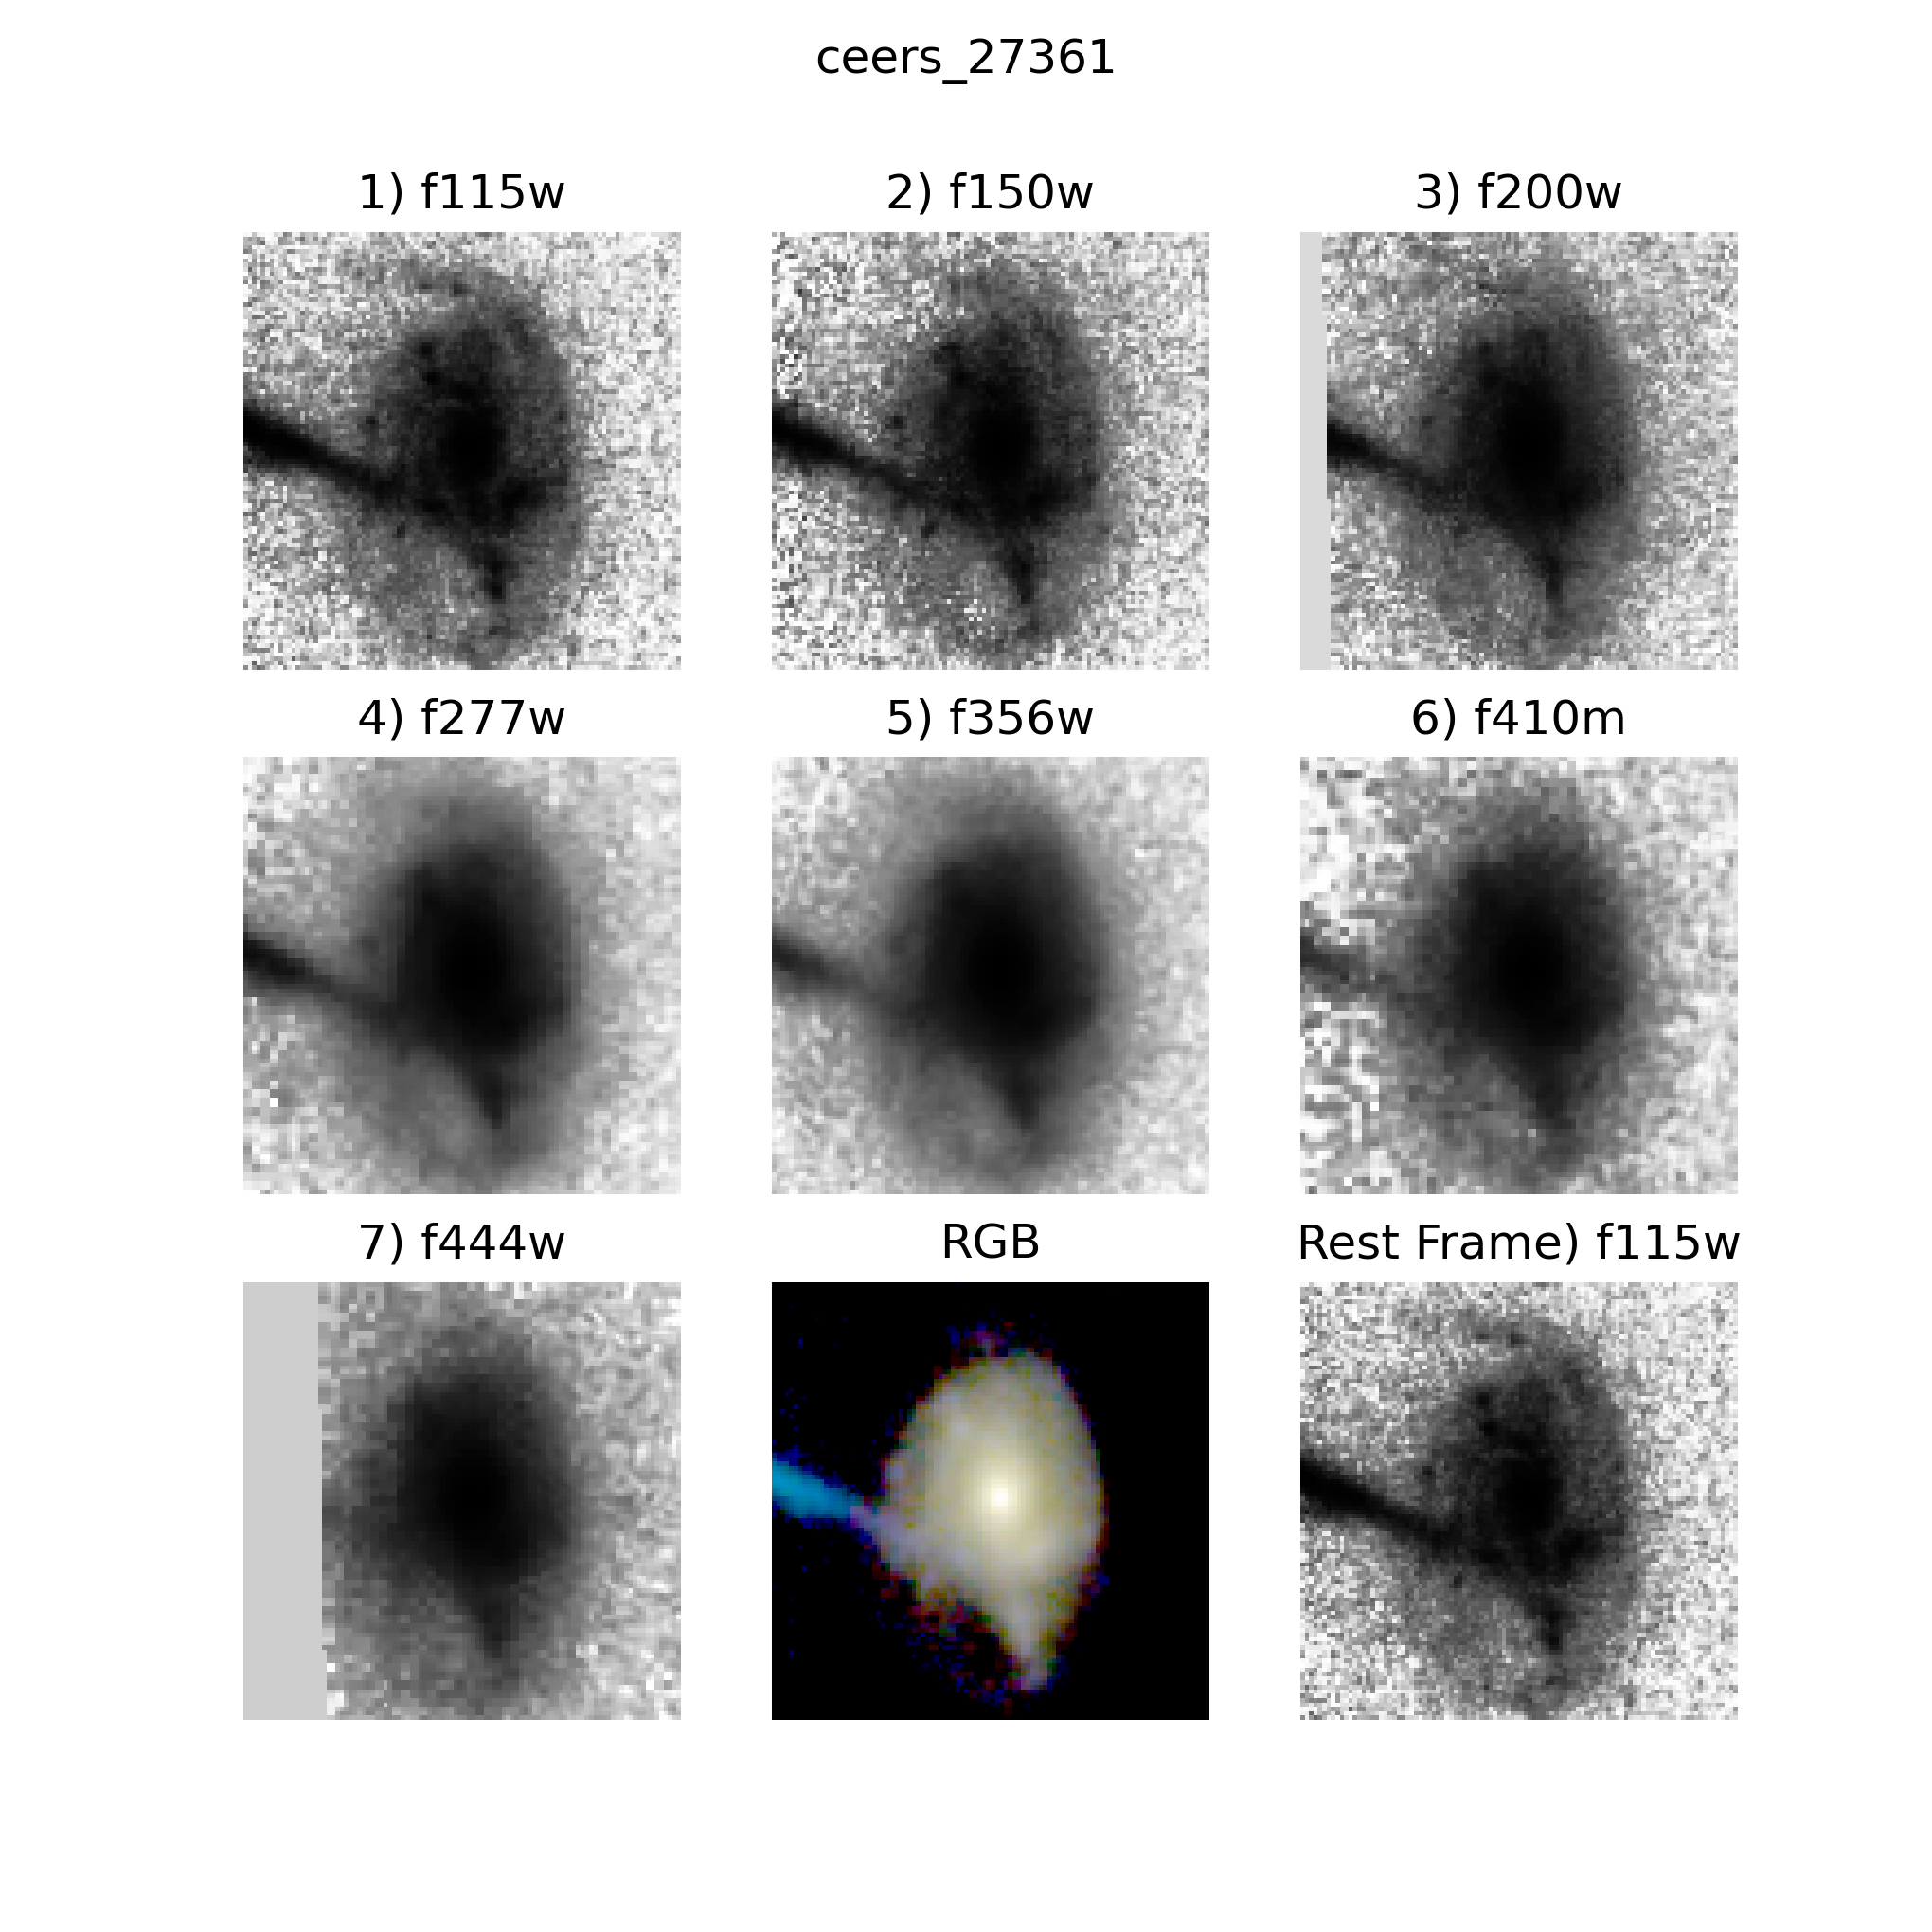 ceers_27361
1) f115w
2) f150w
3) f200w
4) f277w
5) f356w
6) f410m
7) f444w
RGB
Rest Frame) f115w